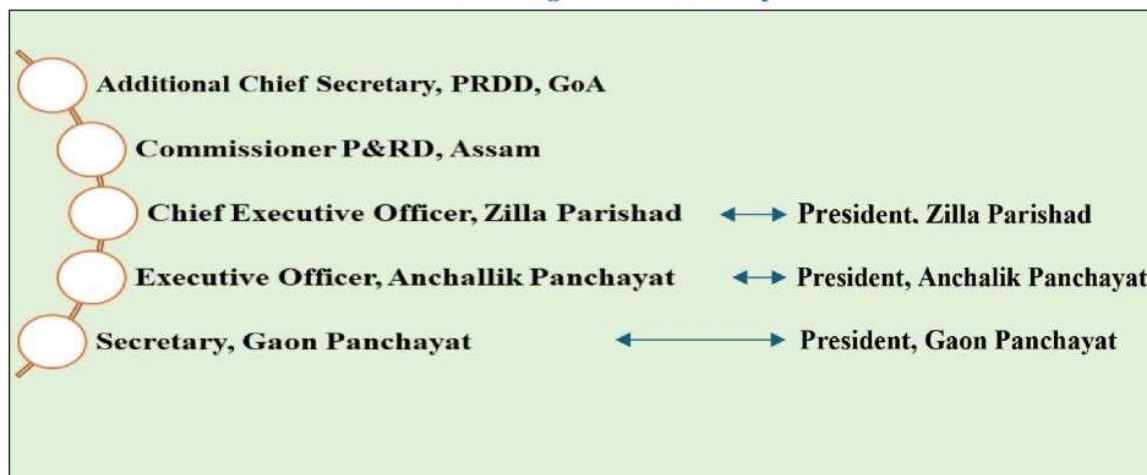 Additional Chief Secretary, PRDD, GoA
Commissioner P&RD, Assam
Chief Executive Officer, Zilla Parishad President, Zilla Parishad
Executive Officer, Anchallik Panchayat President, Anchalik Panchayat
Secretary, Gaon Panchayat President, Gaon Panchayat